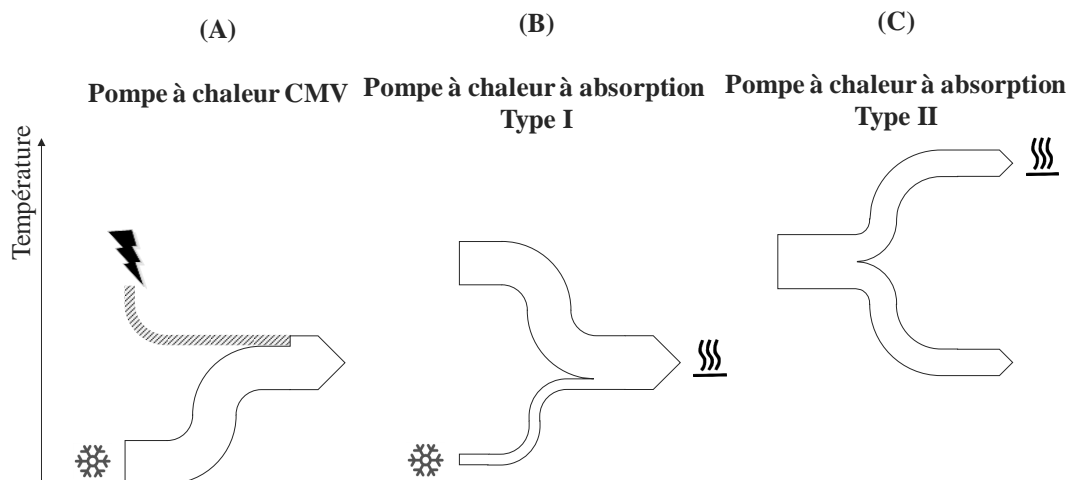 (A)
Pompe à chaleur CMV
(B)
Pompe à chaleur à absorption
Type I
(C)
Pompe à chaleur à absorption
Type II
Température